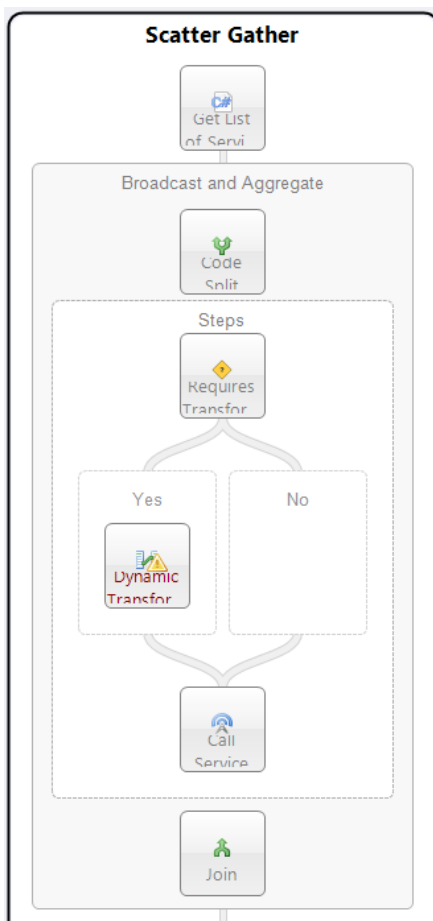 Scatter Gather
C#
Get List
of Servi...
Broadcast and Aggregate
Code
Split
Steps
Requires
Transfor...
Yes
No
Dynamic
Transfor...
Call
Service
Join